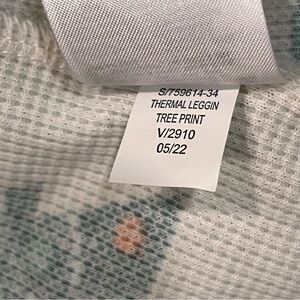 S/759614-34
THERMAL LEGGIN
TREE PRINT
V/2910
05/22